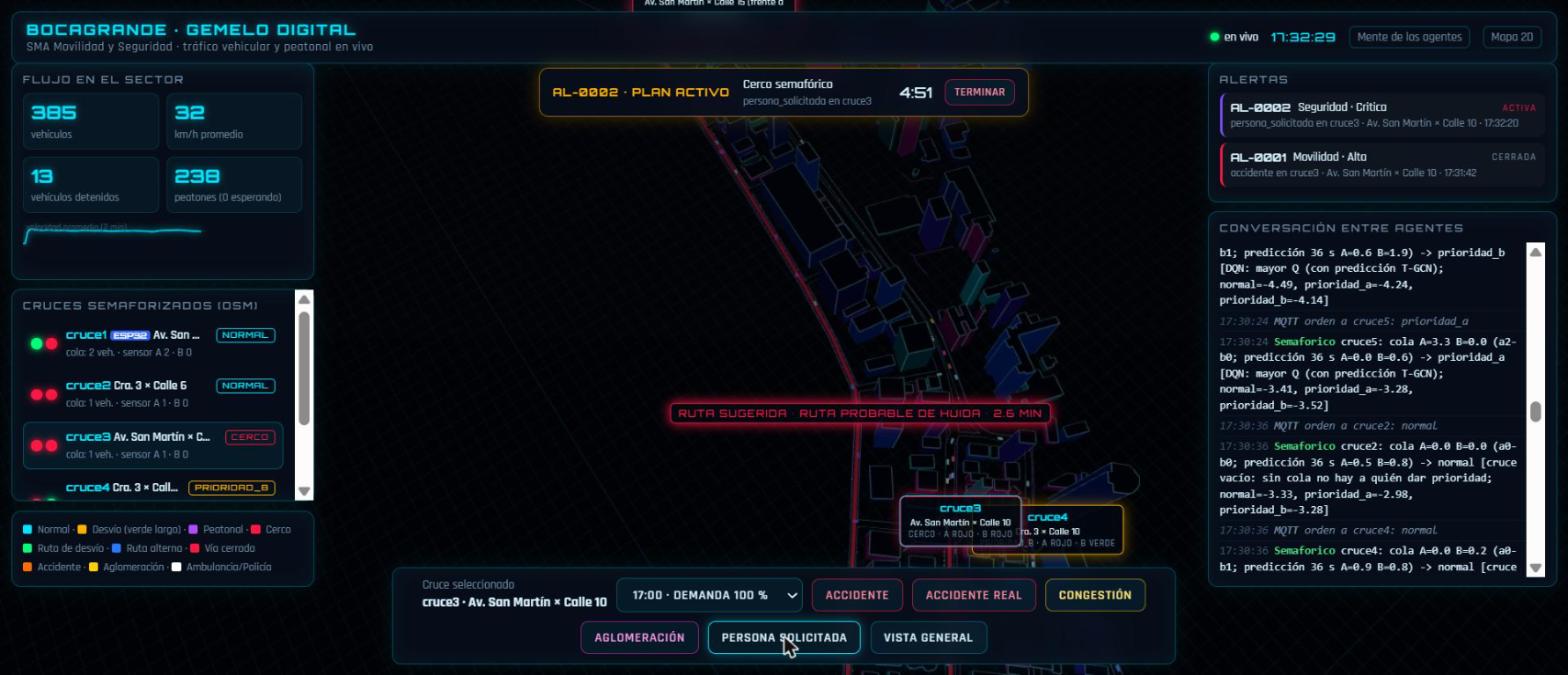 Av. San Martín × Calle 15 (frente a
BOCAGRANDE · GEMELO DIGITAL
SMA Movilidad y Seguridad · tráfico vehicular y peatonal en vivo
en vivo 17:32:29 Mente de los agentes Mapa 2D
FLUJO EN EL SECTOR
385
vehículos
32
km/h promedio
13
vehículos detenidos
238
peatones (0 esperando)
velocidad promedio (2 min)
CRUCES SEMAFORIZADOS (OSM)
cruce1 ESP32 Av. San ... NORMAL
cola: 2 veh. · sensor A 2 · B 0
cruce2 Cra. 3 × Calle 6 NORMAL
cola: 1 veh. · sensor A 1 · B 0
cruce3 Av. San Martín × C... CERCO
cola: 1 veh. · sensor A 1 B 0
cruce4 Cra. 3 × Call... PRIORIDAD_B
Normal · Desvío (verde largo) · Peatonal · Cerco
Ruta de desvío · Ruta alterna · Vía cerrada
Accidente · Aglomeración · Ambulancia/Policía
AL-0002 · PLAN ACTIVO
Cerco semafórico
persona_solicitada en cruce3
4:51
TERMINAR
RUTA SUGERIDA · RUTA PROBABLE DE HUIDA · 2.6 MIN
cruce3
Av. San Martín × Calle 10
CERCO · A ROJO · B ROJO
cruce4
ra. 3 × Calle 10
_B · A ROJO · B VERDE
Cruce seleccionado
cruce3 · Av. San Martín × Calle 10
17:00 · DEMANDA 100 %
ACCIDENTE
ACCIDENTE REAL
CONGESTIÓN
AGLOMERACIÓN
PERSONA SOLICITADA
VISTA GENERAL
ALERTAS
AL-0002 Seguridad · Crítica ACTIVA
persona_solicitada en cruce3 · Av. San Martín × Calle 10 · 17:32:20
AL-0001 Movilidad · Alta CERRADA
accidente en cruce3 · Av. San Martín × Calle 10 · 17:31:42
CONVERSACIÓN ENTRE AGENTES
b1; predicción 36 s A=0.6 B=1.9) -> prioridad_b
[DQN: mayor Q (con predicción T-GCN);
normal=-4.49, prioridad_a=-4.24,
prioridad_b=-4.14]
17:30:24 MQTT orden a cruce5: prioridad_a
17:30:24 Semaforico cruce5: cola A=3.3 B=0.0 (a2-
b0; predicción 36 s A=0.0 B=0.6) -> prioridad_a
[DQN: mayor Q (con predicción T-GCN);
normal=-3.41, prioridad_a=-3.28,
prioridad_b=-3.52]
17:30:36 MQTT orden a cruce2: normal
17:30:36 Semaforico cruce2: cola A=0.0 B=0.0 (a0-
b0; predicción 36 s A=0.5 B=0.8) -> normal [cruce
vacío: sin cola no hay a quién dar prioridad;
normal=-3.33, prioridad_a=-2.98,
prioridad_b=-3.28]
17:30:36 MQTT orden a cruce4: normal
17:30:36 Semaforico cruce4: cola A=0.0 B=0.2 (a0-
b1; predicción 36 s A=0.9 B=0.8) -> normal [cruce